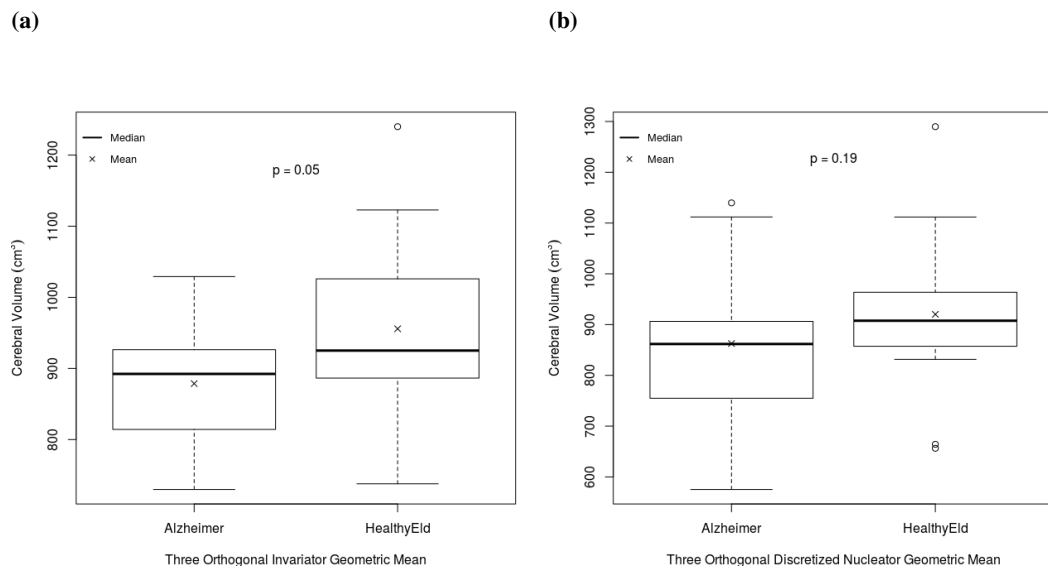 (a)
Median
Mean
p = 0.05
1200
1100
1000
900
800
Cerebral Volume (cm³)
Alzheimer
HealthyEld
Three Orthogonal Invariator Geometric Mean
(b)
Median
Mean
p = 0.19
1300
1200
1100
1000
900
800
700
600
Cerebral Volume (cm³)
Alzheimer
HealthyEld
Three Orthogonal Discretized Nucleator Geometric Mean